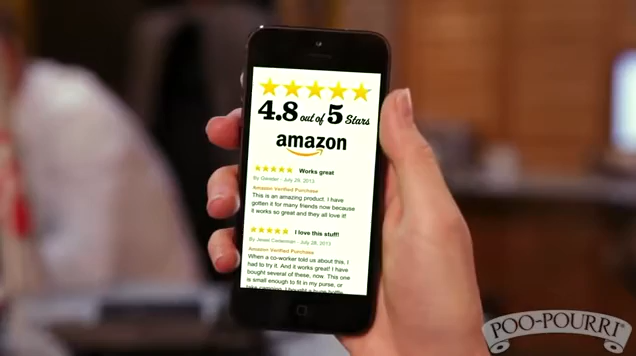 4.8 out of 5 Stars
amazon
Works great
July 29, 2013
Amazon Verified Purchase
This is an amazing product. I have
gotten it for many friends now because
it works so great and they all love it!
I love this stuff!
July 28, 2013
Amazon Verified Purchase
When a co-worker told us about this, I
had to try it. And it works great! I have
bought several of these, now This one
is small enough to fit in my purse, or
POO-POURRI